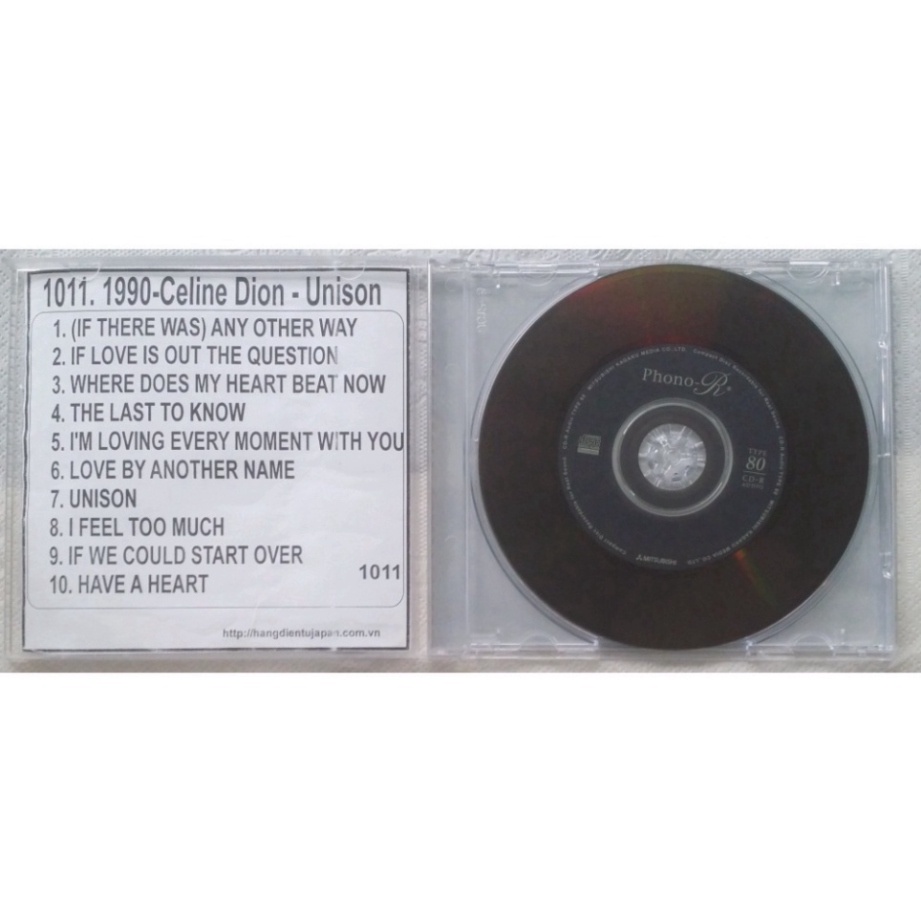 1011. 1990-Celine Dion - Unison
1. (IF THERE WAS) ANY OTHER WAY
2. IF LOVE IS OUT THE QUESTION
3. WHERE DOES MY HEART BEAT NOW
4. THE LAST TO KNOW
5. I'M LOVING EVERY MOMENT WITH YOU
6. LOVE BY ANOTHER NAME
7. UNISON
8. I FEEL TOO MUCH
9. IF WE COULD START OVER
10. HAVE A HEART
1011
http://hangdientujapan.com.vn
Phono-R
TYPE
80
CD-R
MITSUBISHI